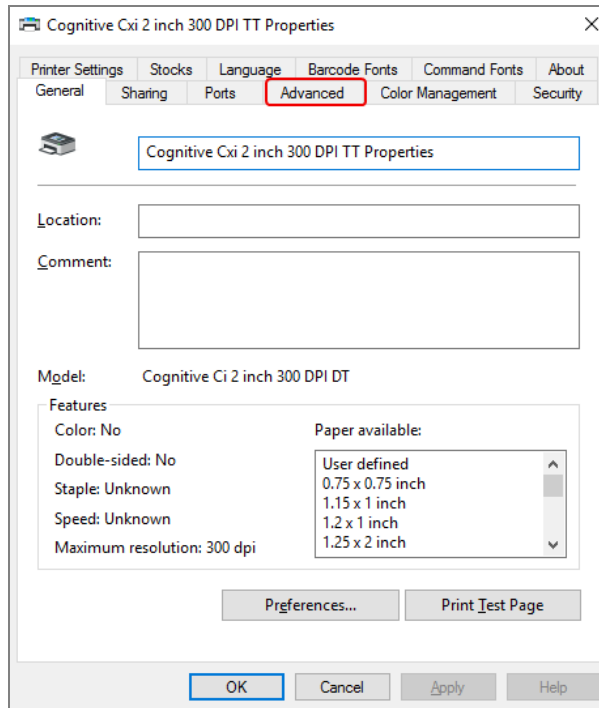 Cognitive Cxi 2 inch 300 DPI TT Properties
Printer Settings Stocks Language Barcode Fonts Command Fonts About
General Sharing Ports Advanced Color Management Security
Cognitive Cxi 2 inch 300 DPI TT Properties
Location:
Comment:
Model: Cognitive Ci 2 inch 300 DPI DT
Features
Color: No Paper available:
Double-sided: No
User defined
Staple: Unknown
0.75 x 0.75 inch
1.15 x 1 inch
Speed: Unknown
1.2 x 1 inch
Maximum resolution: 300 dpi
1.25 x 2 inch
Preferences... Print Test Page
OK Cancel Apply Help